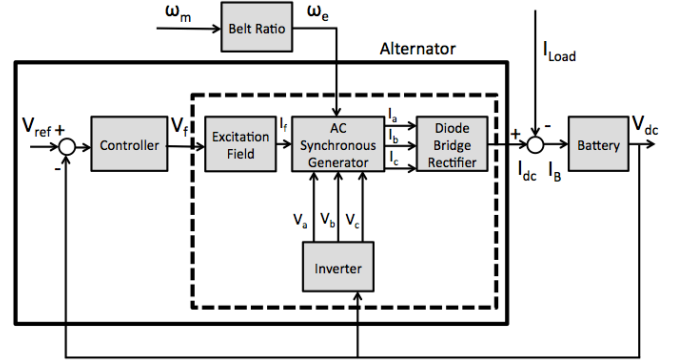 ωm
Belt Ratio
ωe
Alternator
ILoad
Vref
+
-
Controller
Vf
Excitation
Field
If
AC
Synchronous
Generator
Ia
Ib
Ic
Diode
Bridge
Rectifier
+
-
Idc
IB
Battery
Vdc
Va
Vb
Vc
Inverter